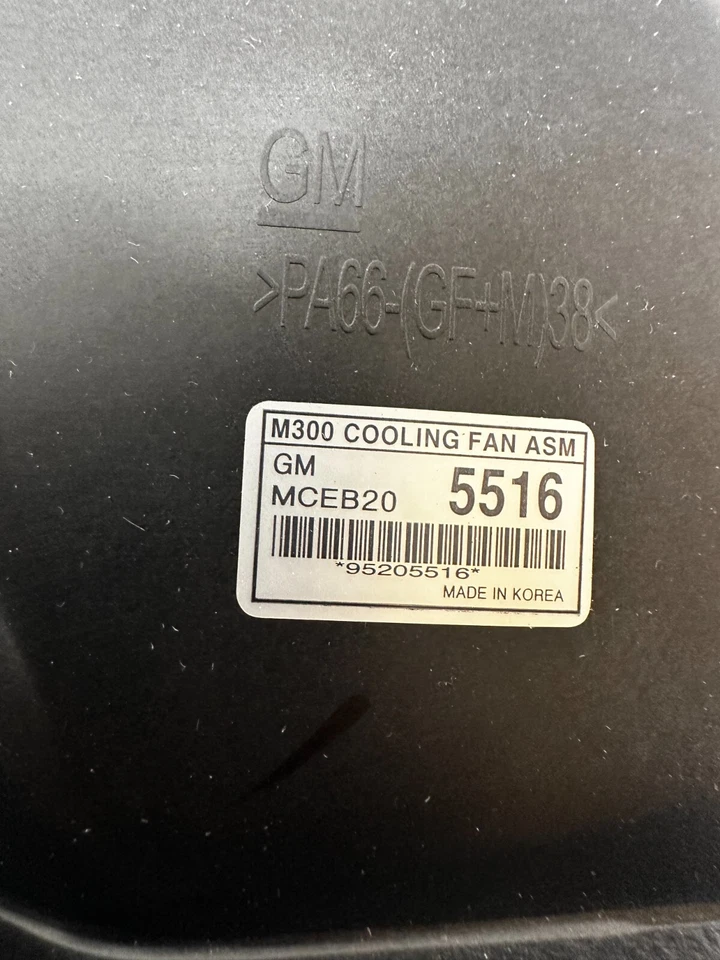 GM
>PA66-(GF+M)38<
M300 COOLING FAN ASM
GM
MCEB20 5516
*95205516*
MADE IN KOREA